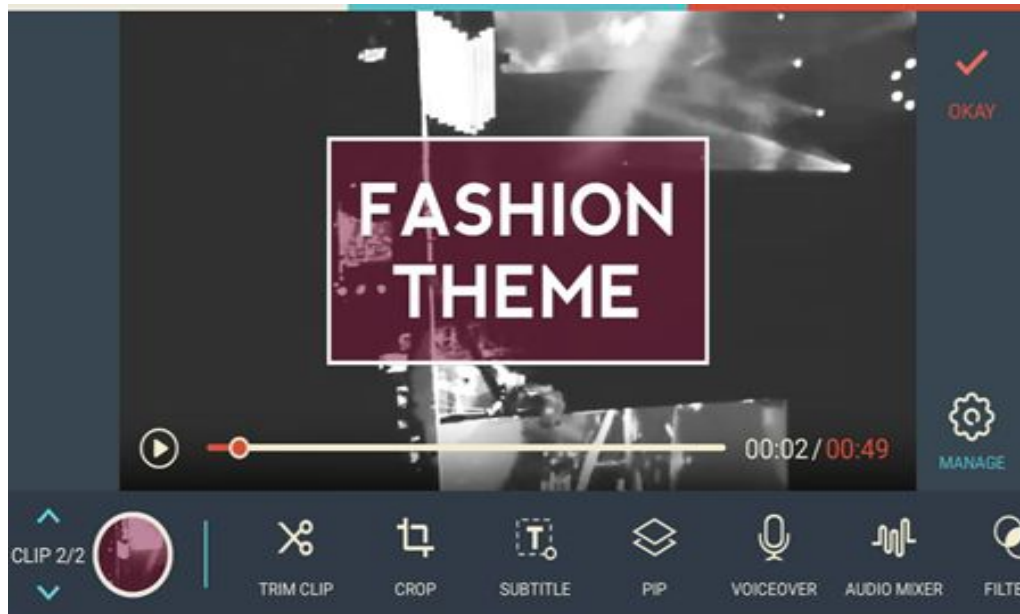 OKAY
FASHION
THEME
00:02/00:49
MANAGE
CLIP 2/2
TRIM CLIP
CROP
SUBTITLE
PIP
VOICEOVER
AUDIO MIXER
FILTE